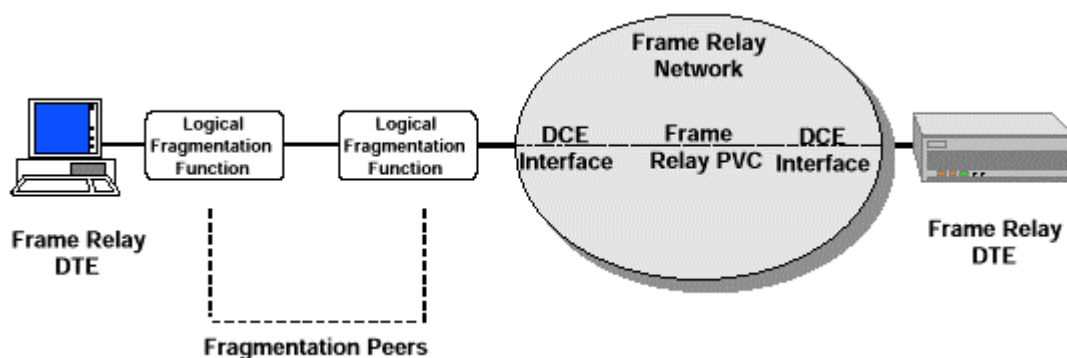 Frame Relay
Network
Logical
Fragmentation
Function
Logical
Fragmentation
Function
DCE
Interface
Frame
Relay PVC
DCE
Interface
Frame Relay
DTE
Frame Relay
DTE
Fragmentation Peers